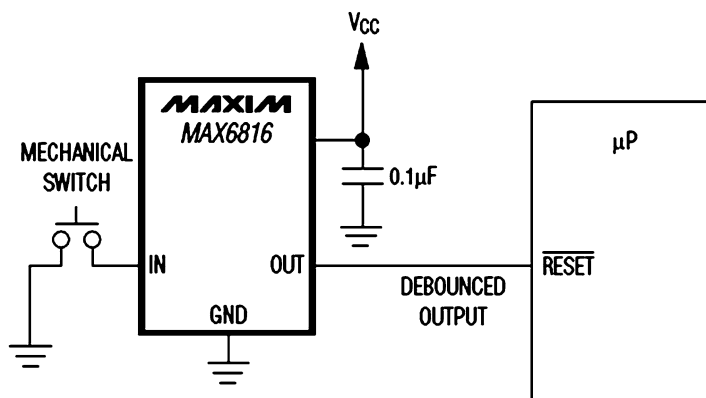 VCC
MAXIM
MAX6816
μP
MECHANICAL
SWITCH
0.1μF
IN
OUT
RESET
DEBOUNCED
OUTPUT
GND